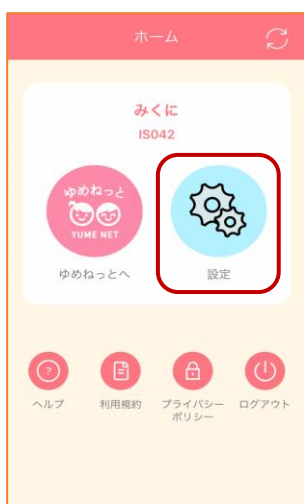 ホーム
みくに
IS042
ゆめねっと
YUME NET
ゆめねっとへ
設定
?
ヘルプ
利用規約
プライバシー
ポリシー
ログアウト